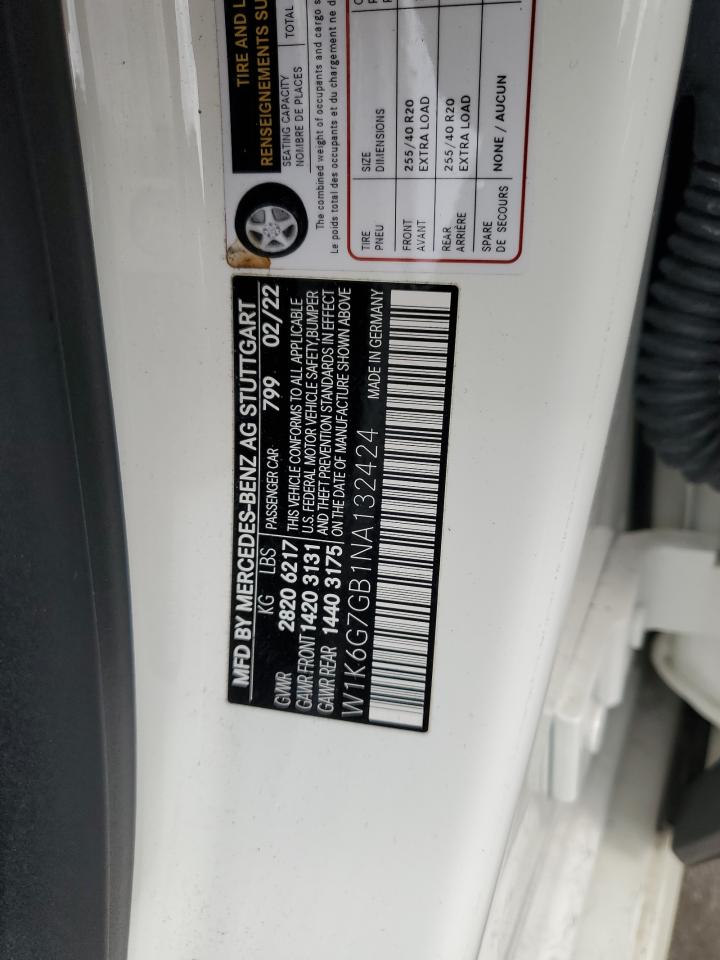 TIRE AND L
RENSEIGNEMENTS SU
SEATING CAPACITY
NOMBRE DE PLACES
TOTAL
The combined weight of occupants and cargo s
Le poids total des occupants et du chargement ne d
TIRE
PNEU
SIZE
DIMENSIONS
FRONT
AVANT
255/40 R20
EXTRA LOAD
REAR
ARRIÈRE
255/40 R20
EXTRA LOAD
SPARE
DE SECOURS
NONE / AUCUN
MFD BY MERCEDES-BENZ AG STUTTGART
KG LBS PASSENGER CAR 799 02/22
GVWR 2820 6217
GAWR FRONT 1420 3131
GAWR REAR 1440 3175
THIS VEHICLE CONFORMS TO ALL APPLICABLE
U.S. FEDERAL MOTOR VEHICLE SAFETY,BUMPER
AND THEFT PREVENTION STANDARDS IN EFFECT
ON THE DATE OF MANUFACTURE SHOWN ABOVE
W1K6G7GB1NA132424 MADE IN GERMANY